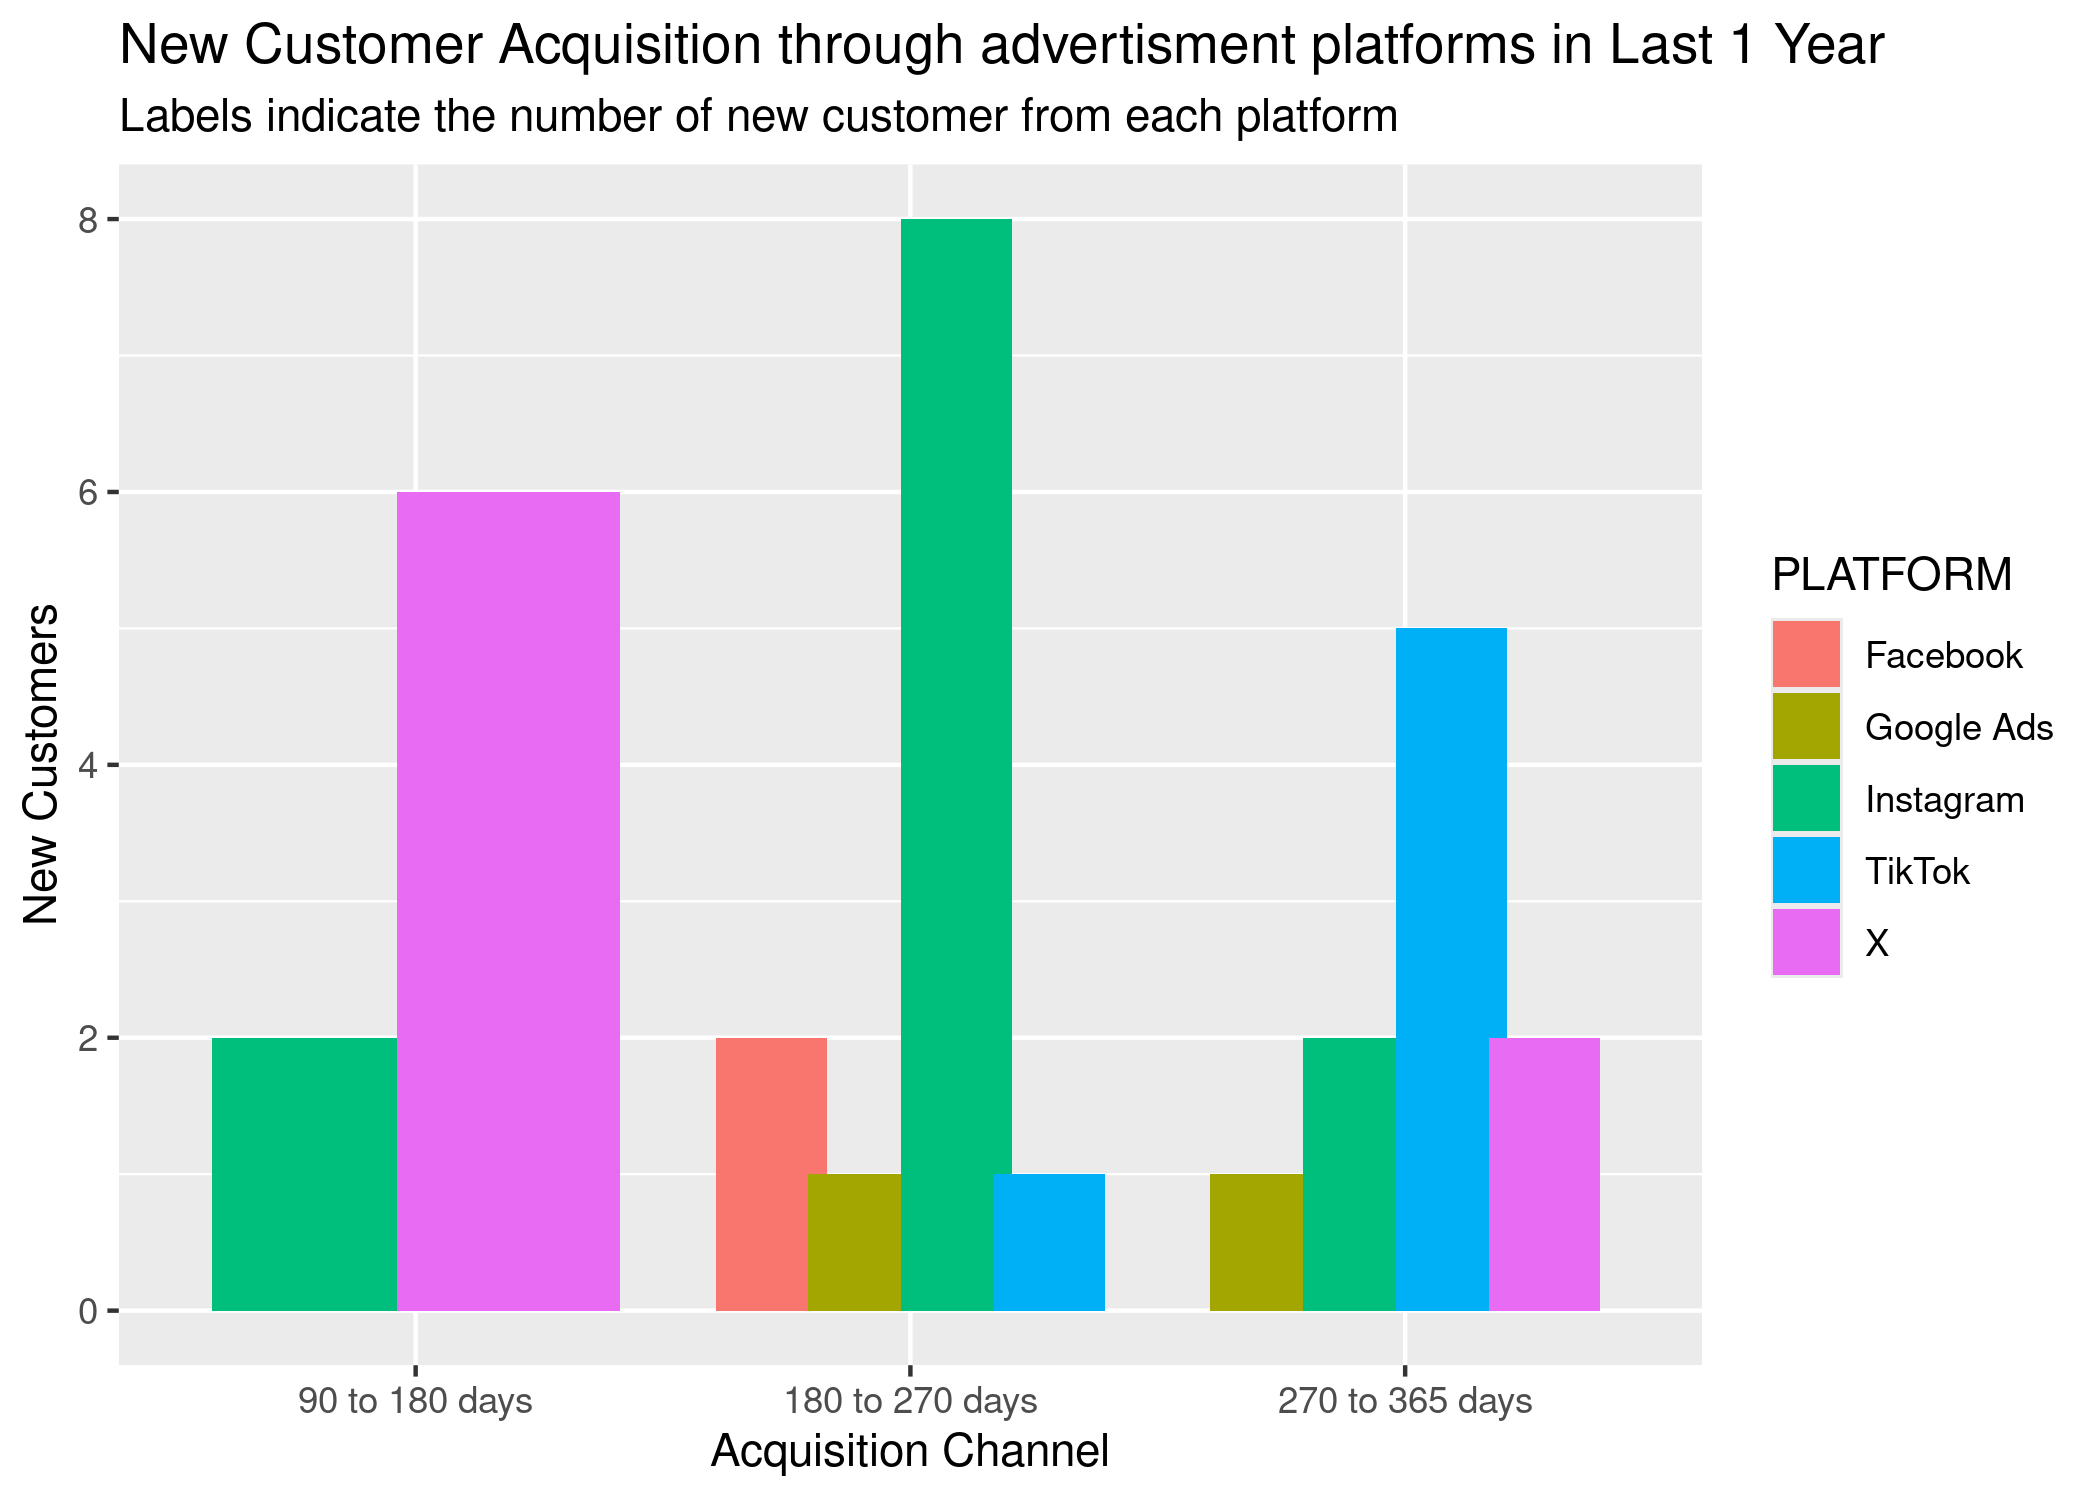 New Customer Acquisition through advertisment platforms in Last 1 Year
Labels indicate the number of new customer from each platform
8
6
4
2
0
New Customers
90 to 180 days
180 to 270 days
270 to 365 days
Acquisition Channel
PLATFORM
Facebook
Google Ads
Instagram
TikTok
X